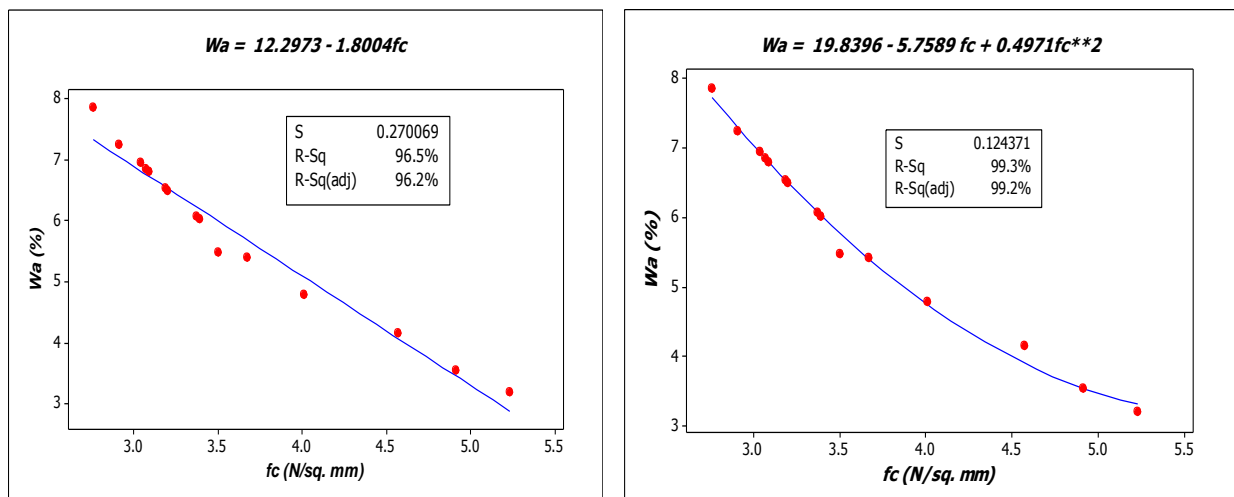 Wa = 12.2973 - 1.8004fc
S 0.270069
R-Sq 96.5%
R-Sq(adj) 96.2%
8
7
6
5
4
3
Wa (%)
3.0 3.5 4.0 4.5 5.0 5.5
fc (N/sq. mm)
Wa = 19.8396 - 5.7589 fc + 0.4971fc**2
S 0.124371
R-Sq 99.3%
R-Sq(adj) 99.2%
8
7
6
5
4
3
Wa (%)
3.0 3.5 4.0 4.5 5.0 5.5
fc (N/sq. mm)